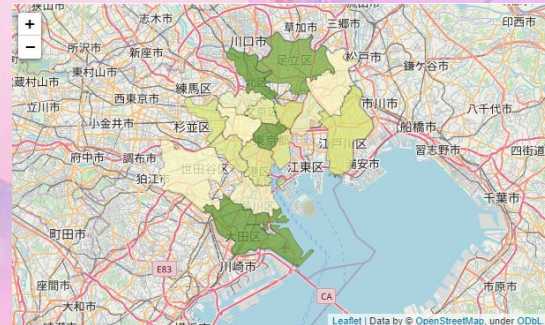 狭山市
志木市
草加市
三郷市
印西市
+
川口市
所沢市
新座市
足立区
松戸市
鎌ケ谷市
−
東村山市
練馬区
武蔵村山市
立川市
西東京市
市川市
八千代市
小金井市
杉並区
船橋市
江戸川区
習志野市
四街道
府中市
調布市
浦安市
狛江市
世田谷区
港区
江東区
千葉市
町田市
大田区
川崎市
E83
座間市
市原市
大和市
CA
Leaflet | Data by © OpenStreetMap, under ODbL.